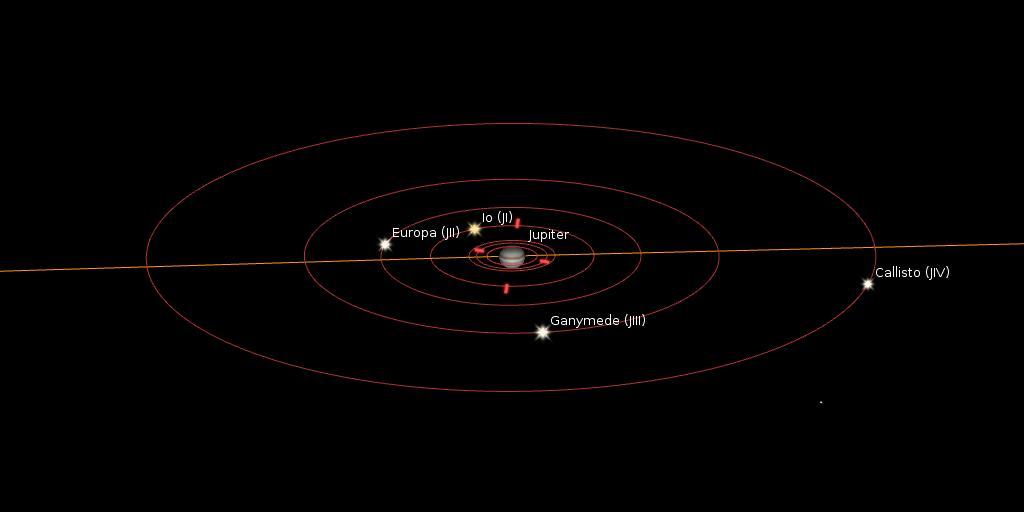 Io (JI)
Europa (JII)
Jupiter
Callisto (JIV)
Ganymede (JIII)